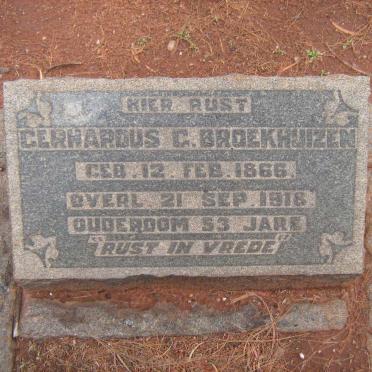 HIER RUST
GERHARDUS C. BROEKHUIZEN
GEB. 12. FEB. 1866
OVERL. 21 SEP. 1918
OUDERDOM 53 JARE
"RUST IN VREDE"